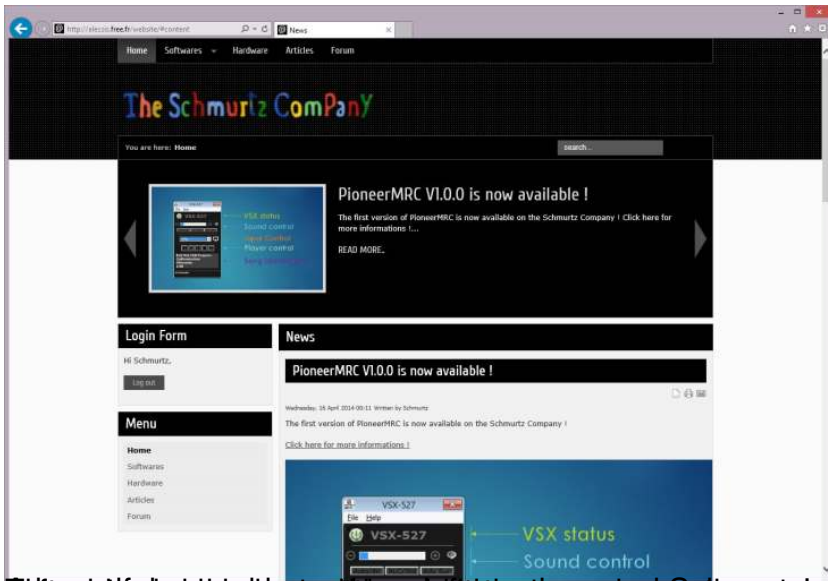 http://alessis.free.fr/website/#content
News
Home Softwares Hardware Articles Forum
The Schmurtz ComPanY
You are here: Home
search...
PioneerMRC V1.0.0 is now available !
The first version of PioneerMRC is now available on the Schmurtz Company ! Click here for
more informations !...
READ MORE.
VSX-527
VSX status
Sound control
Input Control
Player control
Login Form
Hi Schmurtz,
Log out
Menu
Home
Softwares
Hardware
Articles
Forum
News
PioneerMRC V1.0.0 is now available !
Wednesday, 16 April 2014 00:11 Written by Schmurtz
The first version of PioneerMRC is now available on the Schmurtz Company !
Click here for more informations !
VSX-527
File Help
VSX-527
VSX status
Sound control